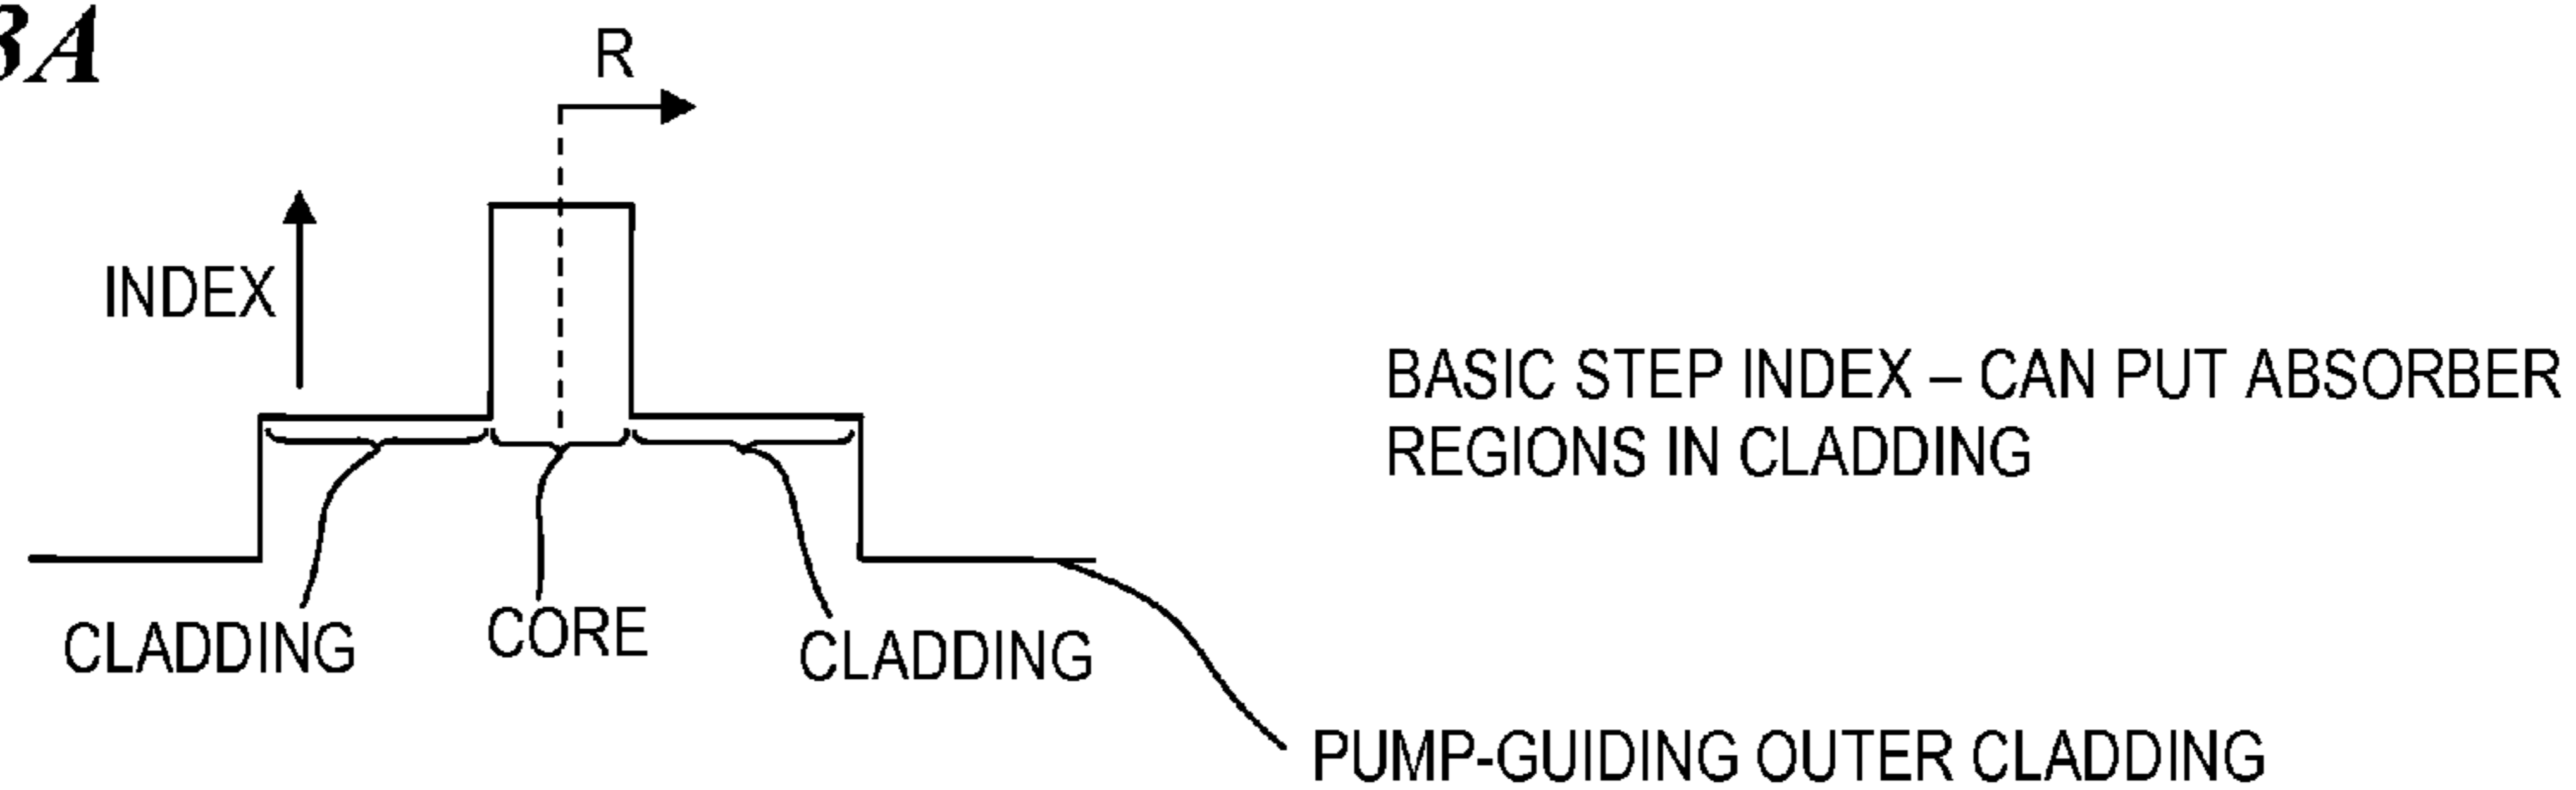 3A
R
INDEX
BASIC STEP INDEX – CAN PUT ABSORBER
REGIONS IN CLADDING
CLADDING
CORE
CLADDING
PUMP-GUIDING OUTER CLADDING